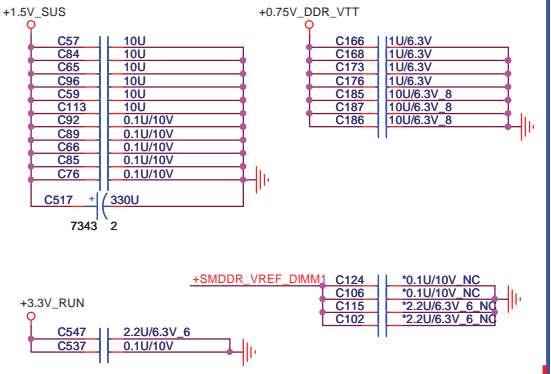 +1.5V_SUS
C57 10U
C84 10U
C65 10U
C96 10U
C59 10U
C113 10U
C92 0.1U/10V
C89 0.1U/10V
C66 0.1U/10V
C85 0.1U/10V
C76 0.1U/10V
C517 + 330U
7343 2
+0.75V_DDR_VTT
C166 1U/6.3V
C168 1U/6.3V
C173 1U/6.3V
C176 1U/6.3V
C185 10U/6.3V_8
C187 10U/6.3V_8
C186 10U/6.3V_8
+SMDDR_VREF_DIMM1
C124 *0.1U/10V_NC
C106 *0.1U/10V_NC
C115 *2.2U/6.3V_6_NC
C102 *2.2U/6.3V_6_NC
+3.3V_RUN
C547 2.2U/6.3V_6
C537 0.1U/10V